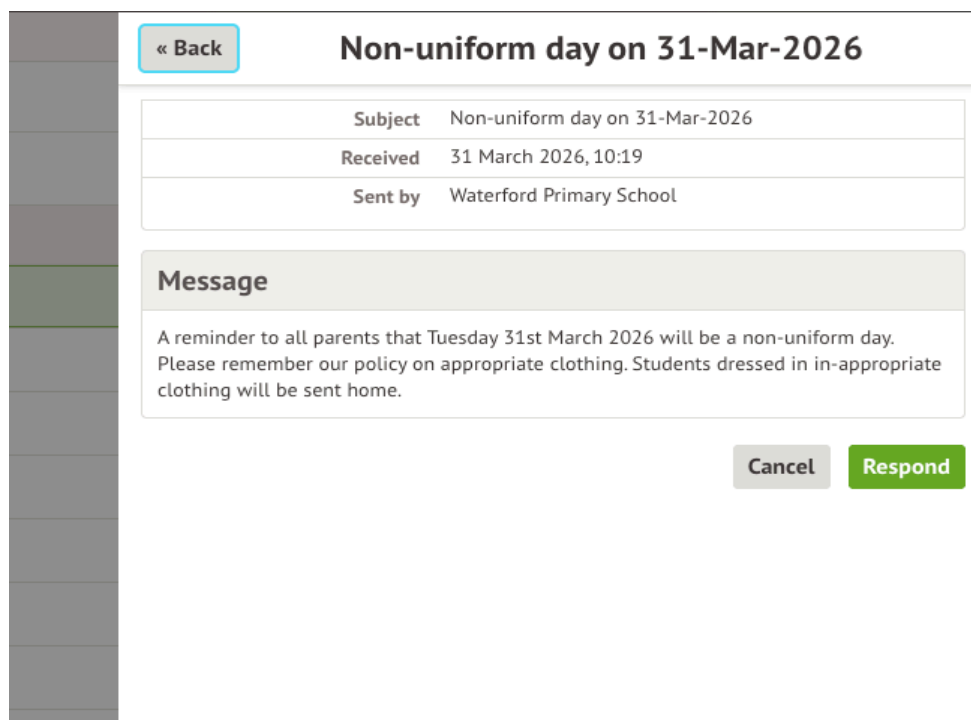 « Back
Non-uniform day on 31-Mar-2026
Subject Non-uniform day on 31-Mar-2026
Received 31 March 2026, 10:19
Sent by Waterford Primary School
Message
A reminder to all parents that Tuesday 31st March 2026 will be a non-uniform day.
Please remember our policy on appropriate clothing. Students dressed in in-appropriate
clothing will be sent home.
Cancel
Respond